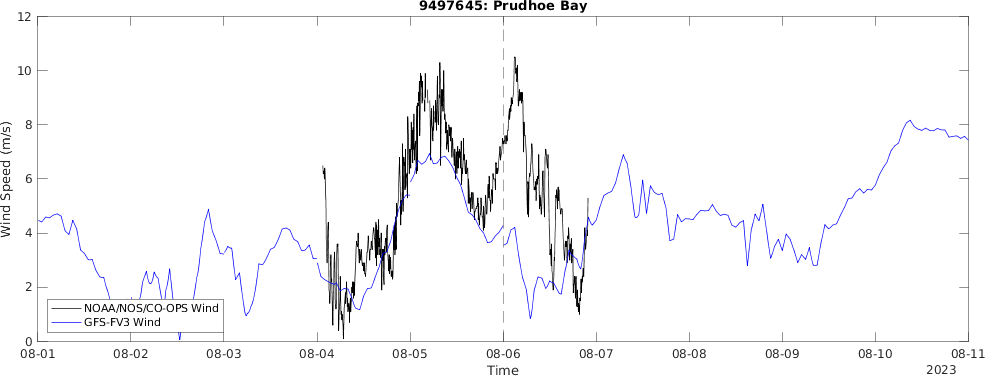 9497645: Prudhoe Bay
12
10
8
6
4
2
0
Wind Speed (m/s)
NOAA/NOS/CO-OPS Wind
GFS-FV3 Wind
08-01 08-02 08-03 08-04 08-05 08-06 08-07 08-08 08-09 08-10 08-11
Time
2023